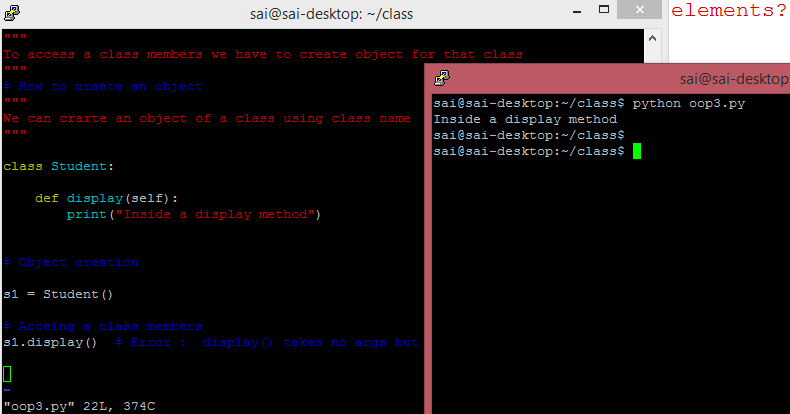 sai@sai-desktop: ~/class
elements?
"""
To access a class members we have to create object for that class
"""
# How to craete an object
"""
We can crarte an object of a class using class name
"""
class Student:
def display(self):
print("Inside a display method")
# Object creation
s1 = Student()
# Acceing a class members
s1.display() # Error : display() takes no args but
~
"oop3.py" 22L, 374C
sai@sai-desktop
sai@sai-desktop:~/class$ python oop3.py
Inside a display method
sai@sai-desktop:~/class$
sai@sai-desktop:~/class$